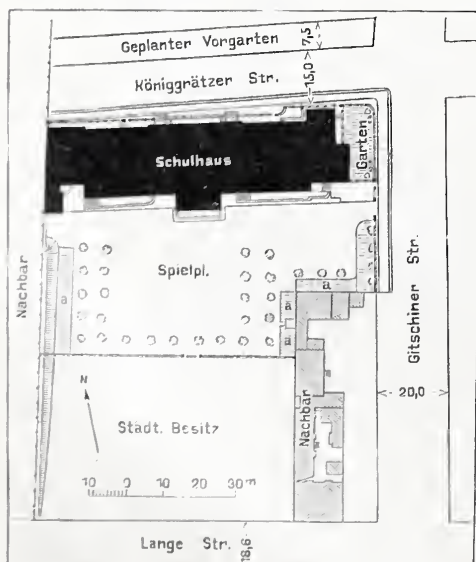 Geplanter Vorgarten
7,5
Königgrätzer Str.
15,0
Schulhaus
Garten
Nachbar
Spielpl.
a
a
a
a
Gitschiner Str.
20,0
N
Städt. Besitz
Nachbar
10 0 10 20 30 m
Lange Str.
18,6